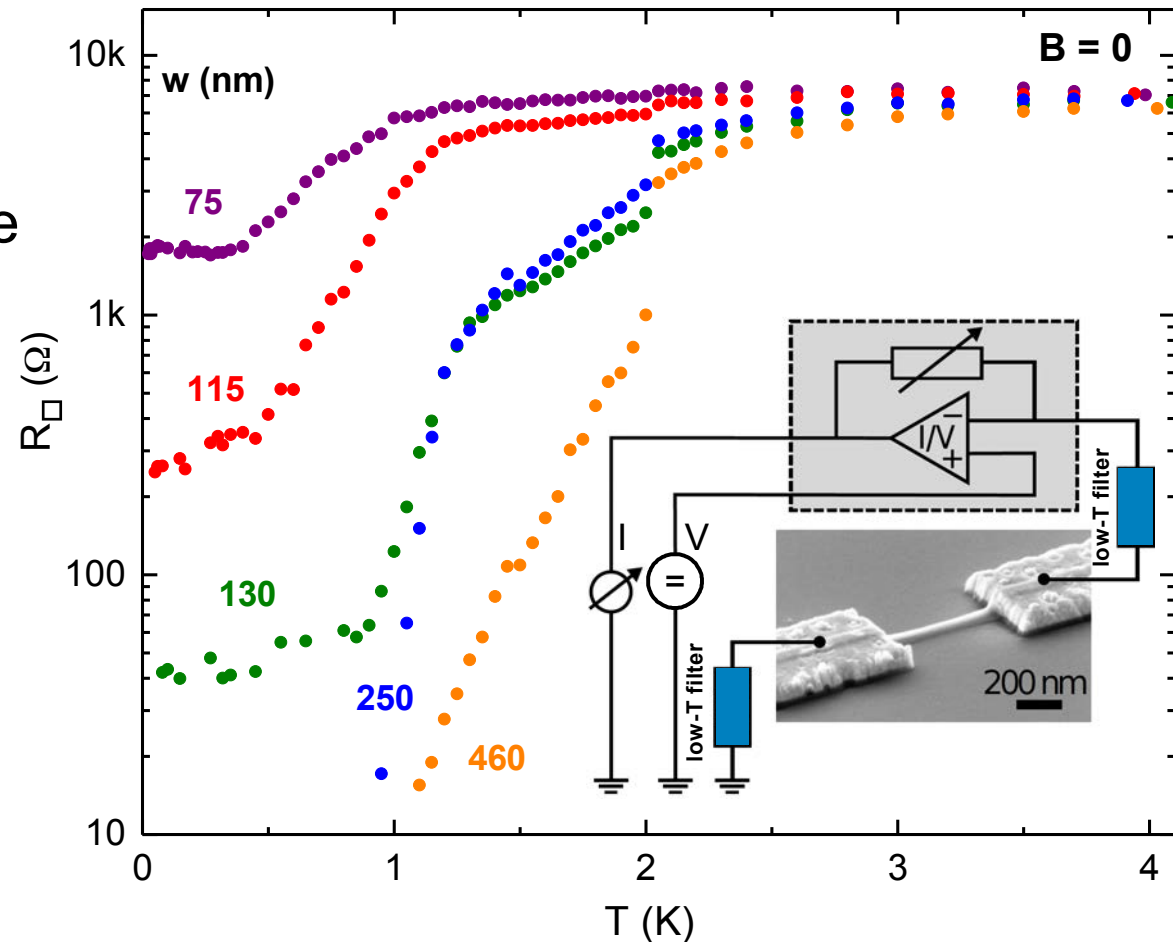 10k
1k
100
10
R□ (Ω)
w (nm)
B = 0
e
75
115
130
250
460
I/V
−
+
I
V
=
low-T filter
low-T filter
200 nm
0
1
2
3
4
T (K)